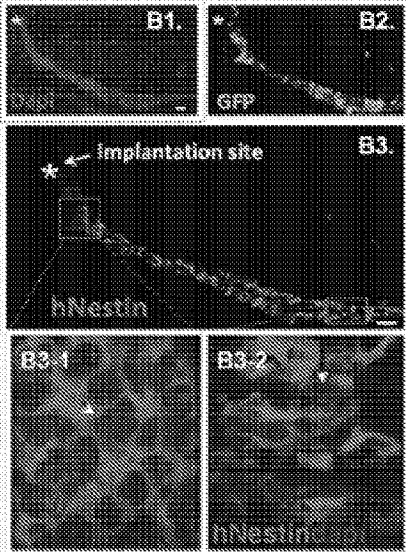 * B1.
Dapi
* B2.
GFP
B3.
Implantation site
*
hNestin
B3-1
B3-2
hNestin